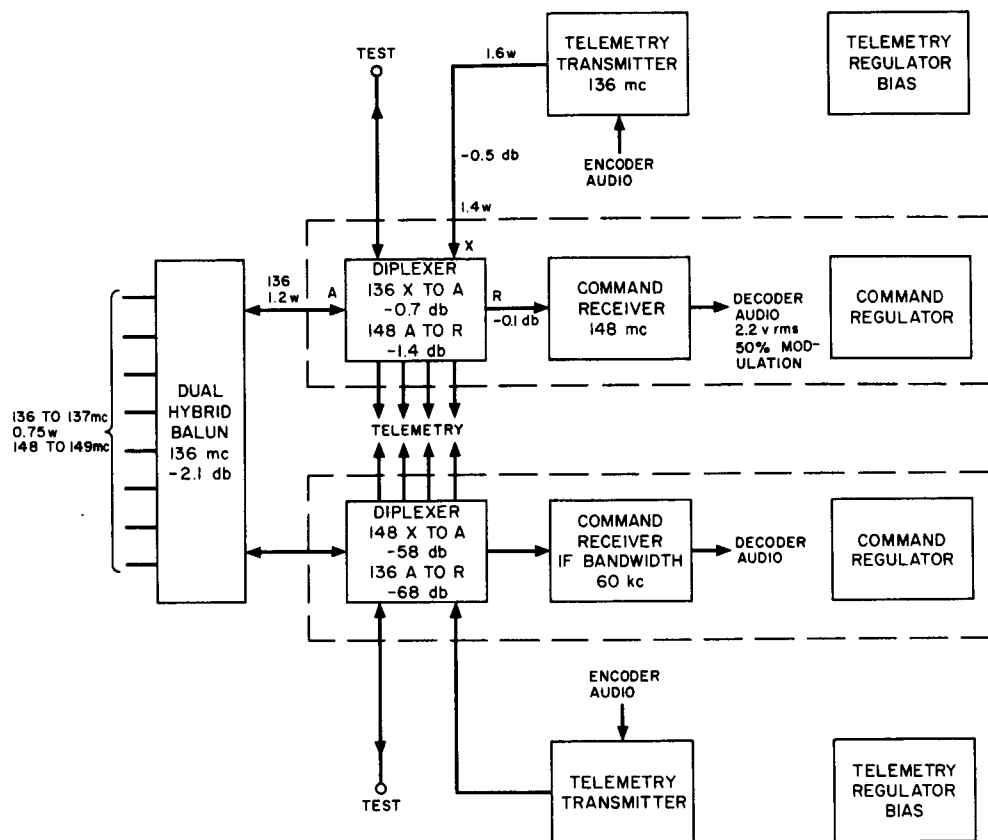 TEST
1.6w
TELEMETRY
TRANSMITTER
136 mc
TELEMETRY
REGULATOR
BIAS
-0.5 db
ENCODER
AUDIO
1.4w
X
136
1.2w
A
DIPLEXER
136 X TO A
-0.7 db
148 A TO R
-1.4 db
R
-0.1 db
COMMAND
RECEIVER
148 mc
DECODER
AUDIO
2.2 v rms
50% MOD-
ULATION
COMMAND
REGULATOR
136 TO 137mc
0.75w
148 TO 149mc
DUAL
HYBRID
BALUN
136 mc
-2.1 db
TELEMETRY
DIPLEXER
148 X TO A
-58 db
136 A TO R
-68 db
COMMAND
RECEIVER
IF BANDWIDTH
60 kc
DECODER
AUDIO
COMMAND
REGULATOR
ENCODER
AUDIO
TEST
TELEMETRY
TRANSMITTER
TELEMETRY
REGULATOR
BIAS